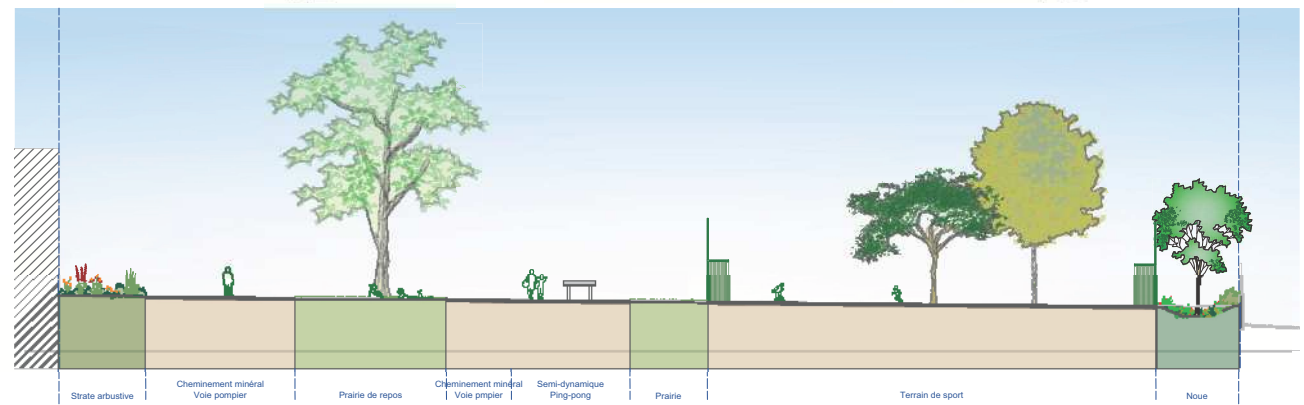 Strate arbustive
Cheminement minéral
Voie pompier
Prairie de repos
Cheminement minéral
Voie pmpier
Semi-dynamique
Ping-pong
Prairie
Terrain de sport
Noue